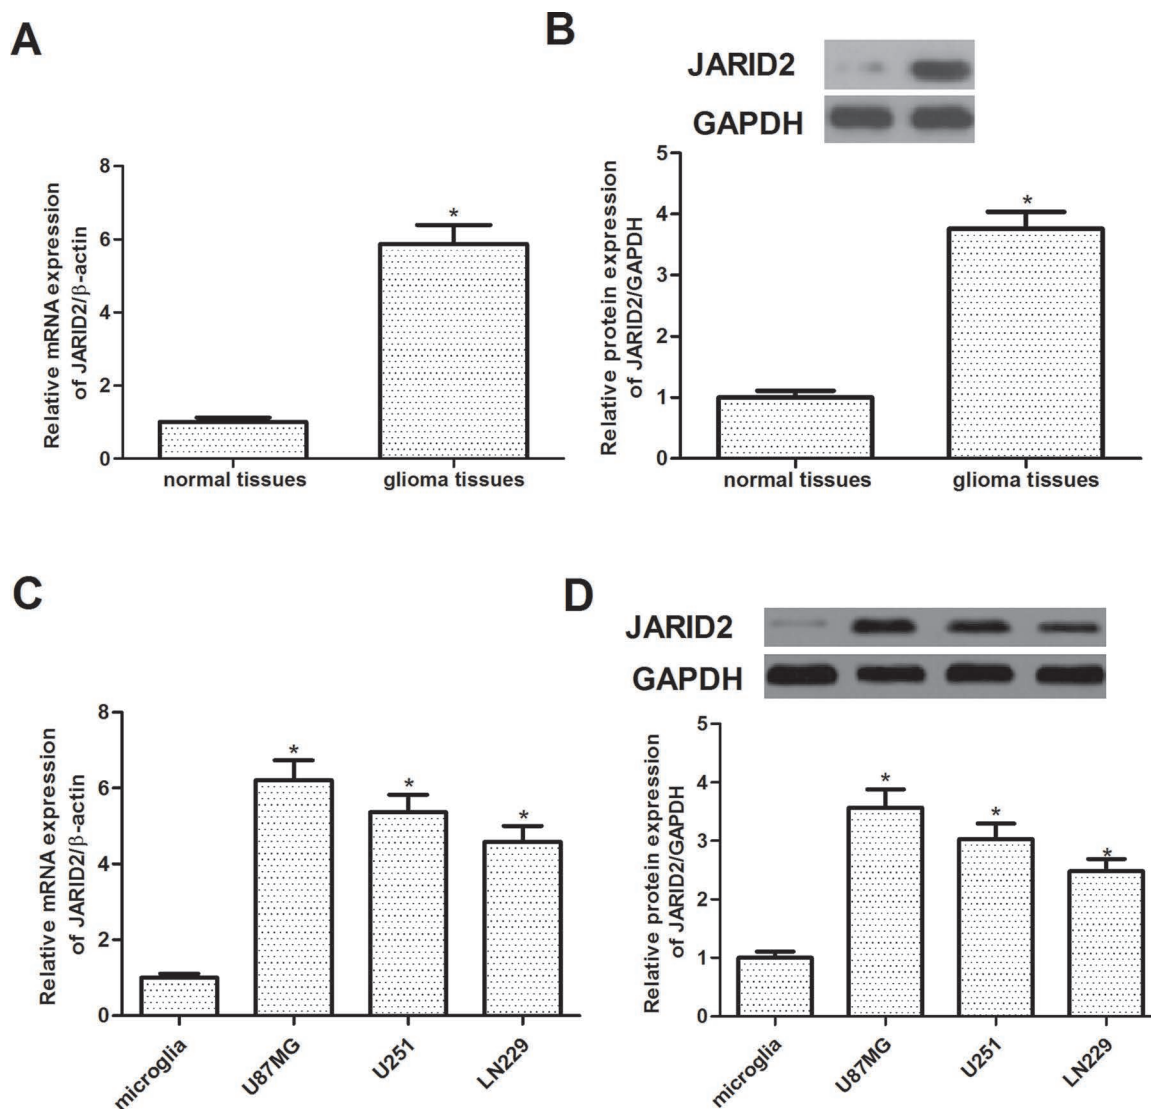 A
Relative mRNA expression
of JARID2/β-actin
8
6
4
2
0
*
normal tissues
glioma tissues
B
JARID2
GAPDH
Relative protein expression
of JARID2/GAPDH
5
4
3
2
1
0
*
normal tissues
glioma tissues
C
Relative mRNA expression
of JARID2/β-actin
8
6
4
2
0
*
*
*
microglia
U87MG
U251
LN229
D
JARID2
GAPDH
Relative protein expression
of JARID2/GAPDH
5
4
3
2
1
0
*
*
*
microglia
U87MG
U251
LN229